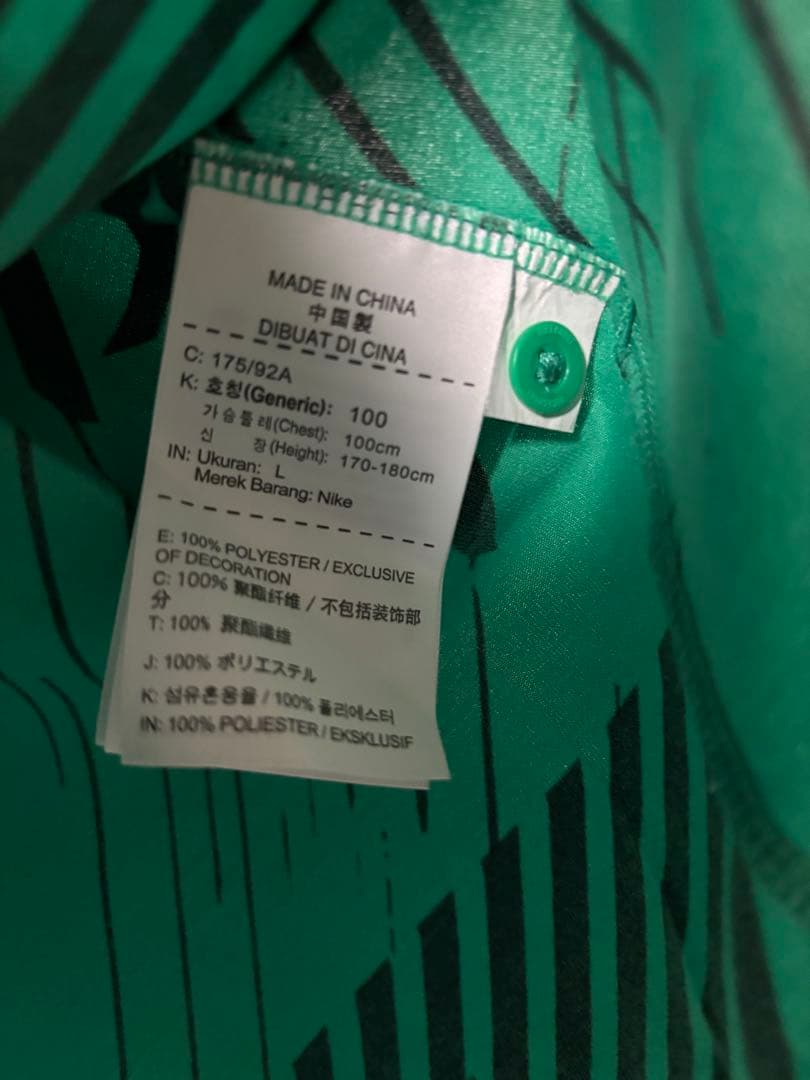 MADE IN CHINA
中国製
DIBUAT DI CINA
C: 175/92A
K: 호칭(Generic): 100
가슴둘레(Chest): 100cm
신 장(Height): 170-180cm
IN: Ukuran: L
Merek Barang: Nike
E: 100% POLYESTER / EXCLUSIVE
OF DECORATION
C: 100% 聚酯纤维 / 不包括装饰部
分
T: 100% 聚酯纖維
J: 100% ポリエステル
K: 섬유혼용율 / 100% 폴리에스터
IN: 100% POLIESTER / EKSKLUSIF